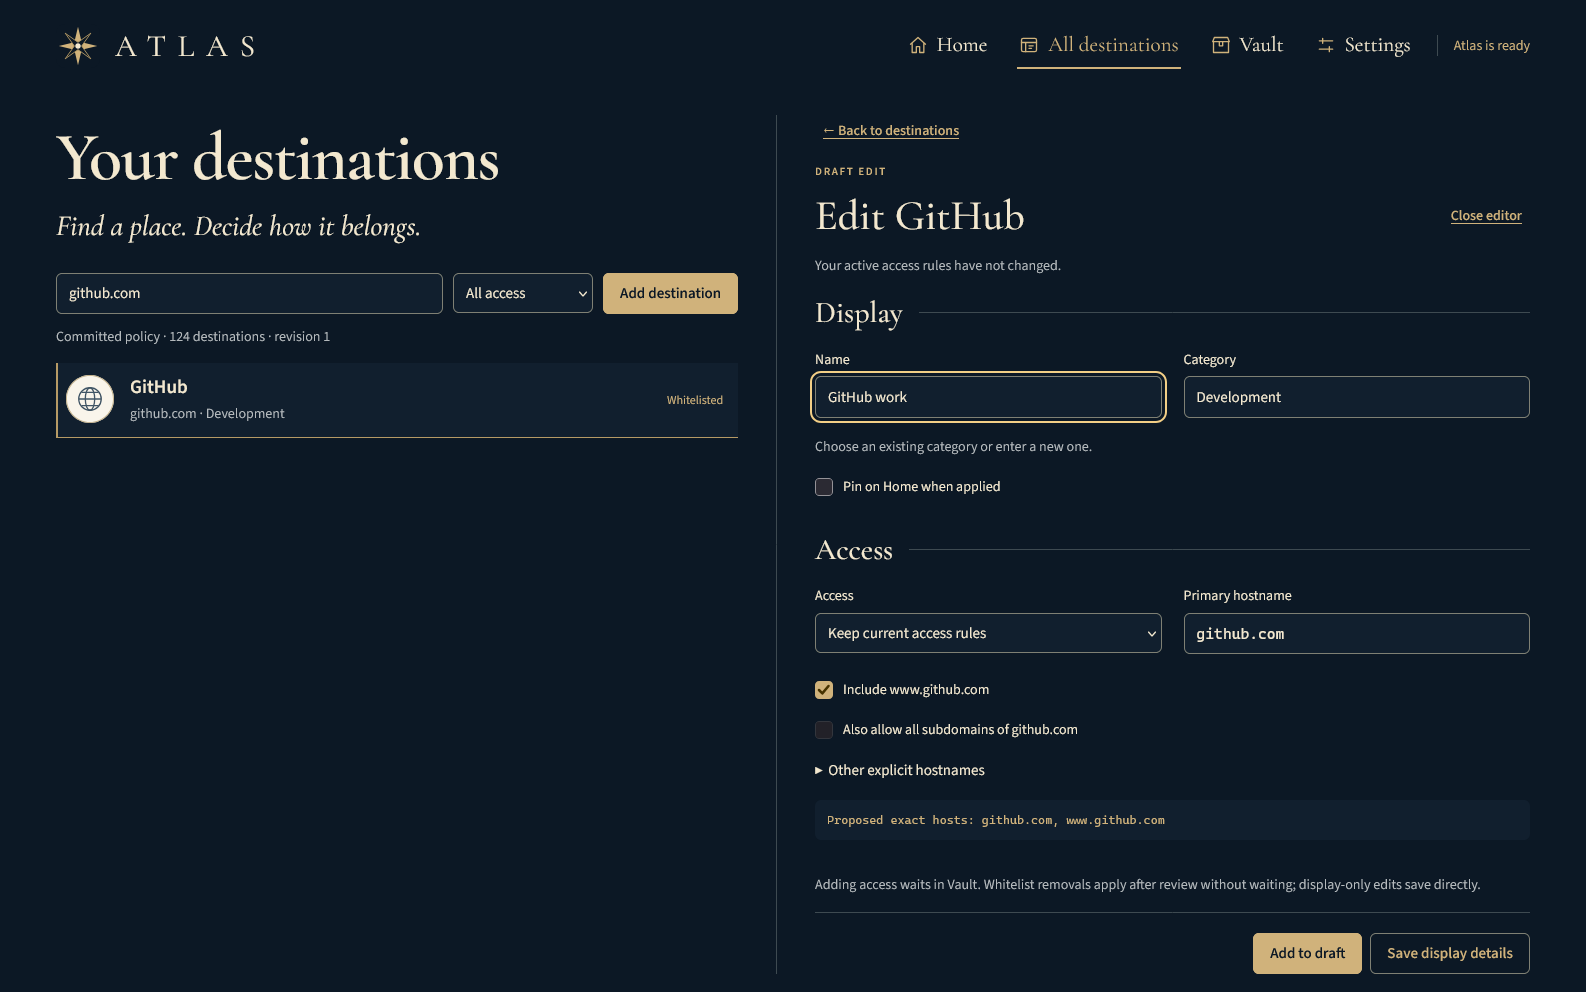 ATLAS
Home
All destinations
Vault
Settings
Atlas is ready
Your destinations
Find a place. Decide how it belongs.
github.com
All access
Add destination
Committed policy · 124 destinations · revision 1
GitHub
github.com · Development
Whitelisted
← Back to destinations
DRAFT EDIT
Edit GitHub
Close editor
Your active access rules have not changed.
Display
Name
Category
GitHub work
Development
Choose an existing category or enter a new one.
Pin on Home when applied
Access
Access
Primary hostname
Keep current access rules
github.com
Include www.github.com
Also allow all subdomains of github.com
Other explicit hostnames
Proposed exact hosts: github.com, www.github.com
Adding access waits in Vault. Whitelist removals apply after review without waiting; display-only edits save directly.
Add to draft
Save display details